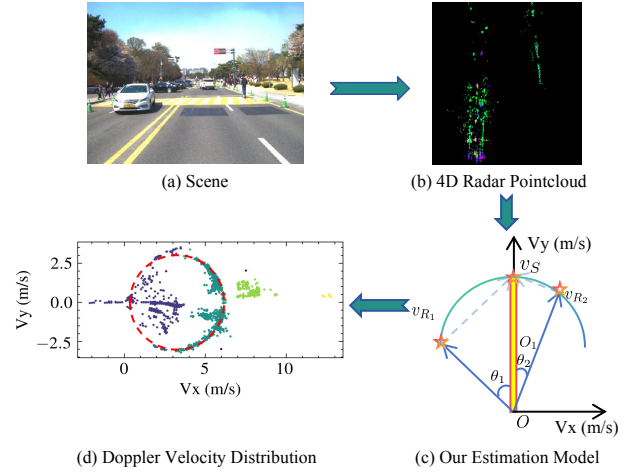 (a) Scene
(b) 4D Radar Pointcloud
Vy (m/s)
2.5
0.0
−2.5
0
5
10
Vx (m/s)
Vy (m/s)
v_S
v_{R_1}
v_{R_2}
O_1
θ_1
θ_2
O
Vx (m/s)
(d) Doppler Velocity Distribution
(c) Our Estimation Model